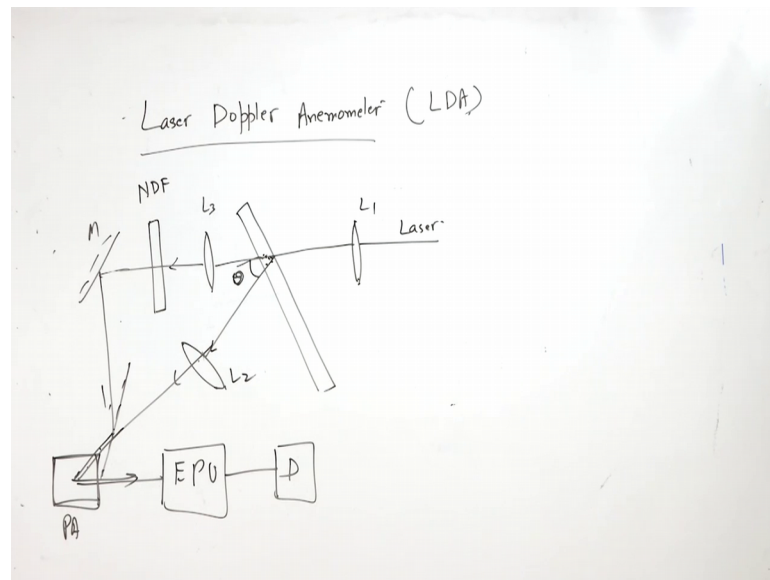 Laser Doppler Anemometer (LDA)
NDF
M
L3
L1
Laser
θ
L2
EPU
D
PA